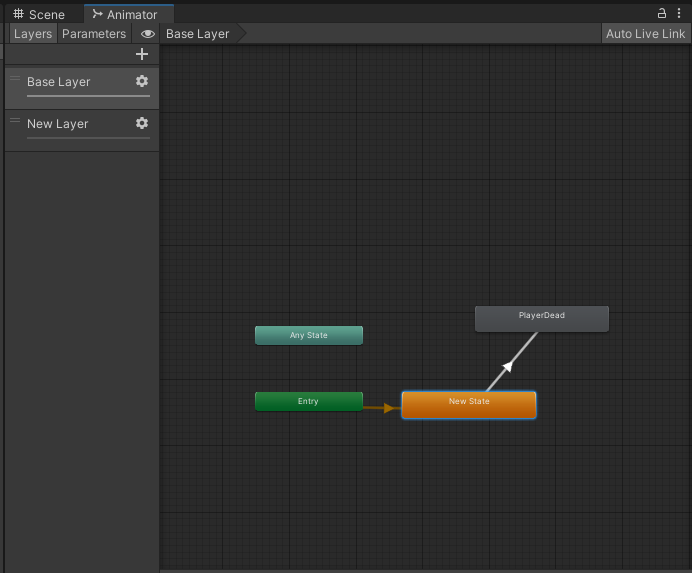 Scene
Animator
Layers
Parameters
Base Layer
Auto Live Link
Base Layer
New Layer
PlayerDead
Any State
Entry
New State